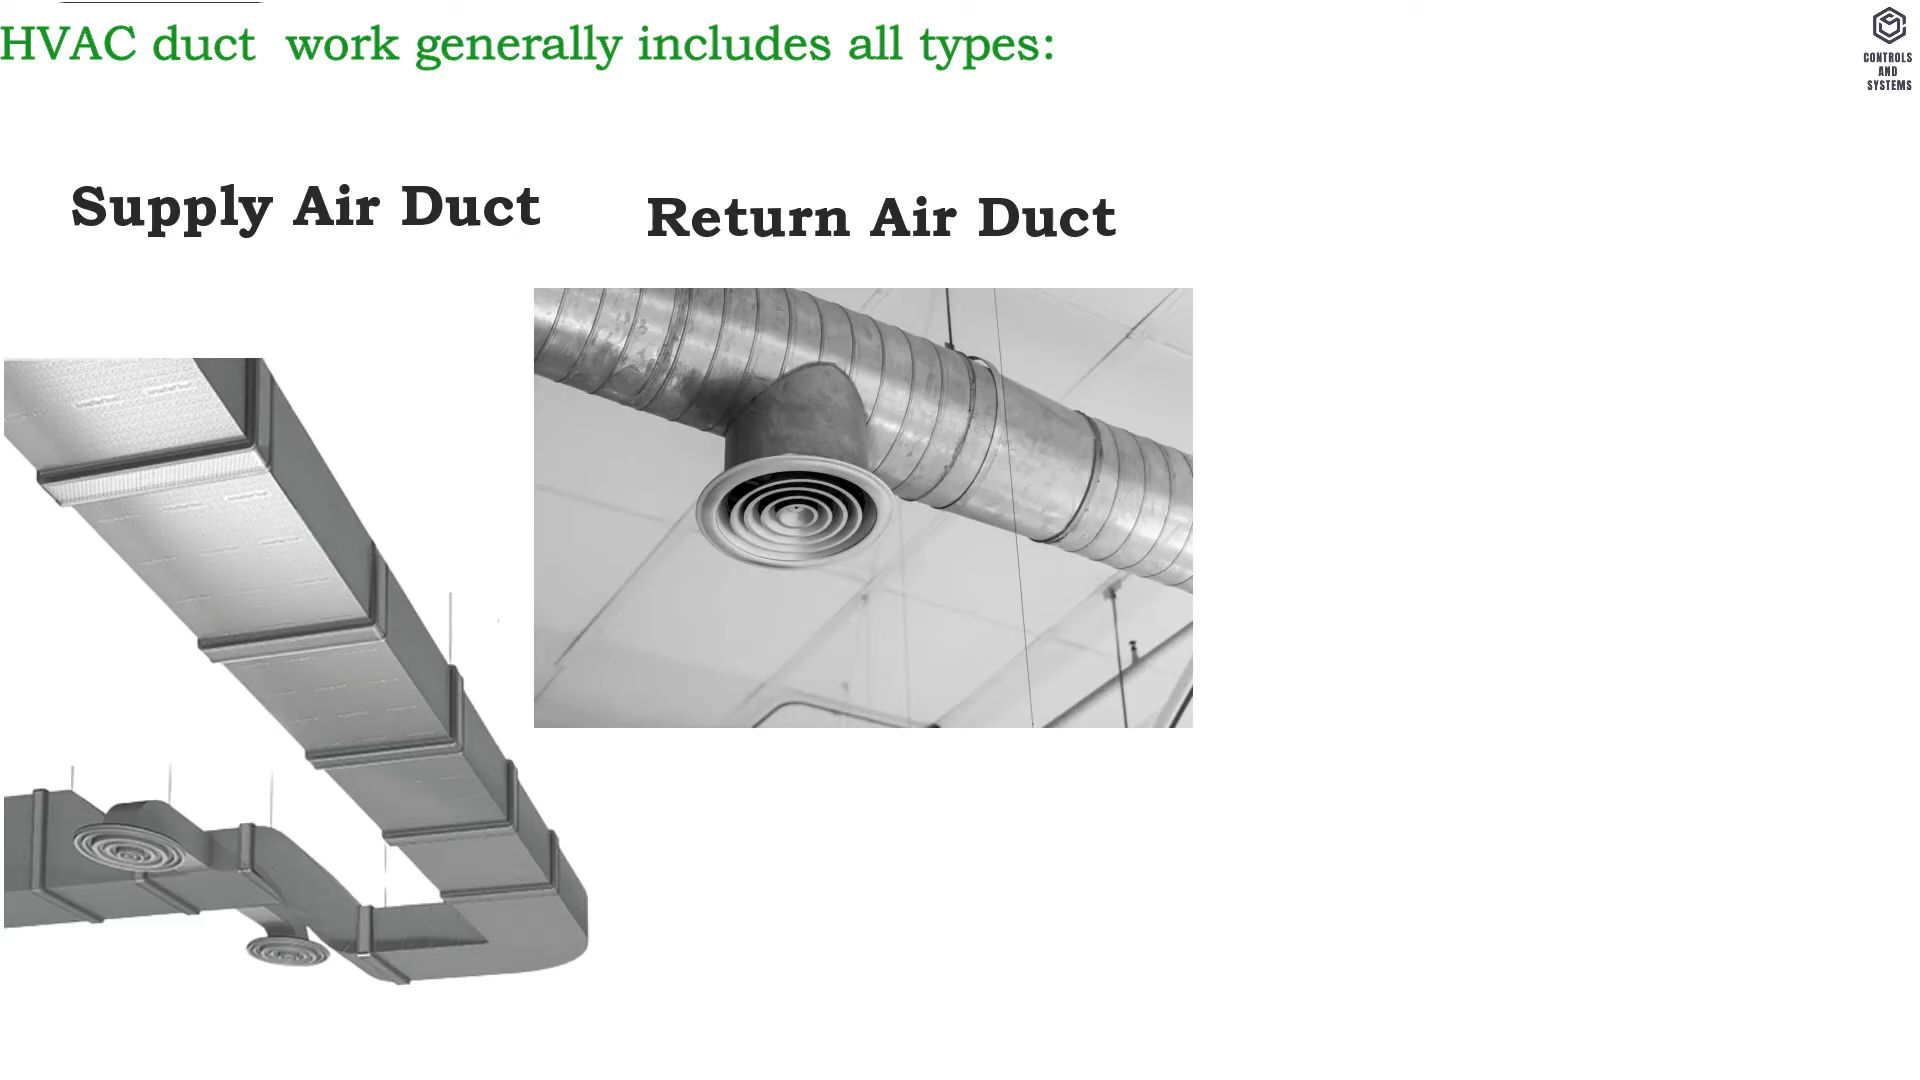 HVAC duct work generally includes all types:
CONTROLS
AND
SYSTEMS
Supply Air Duct
Return Air Duct